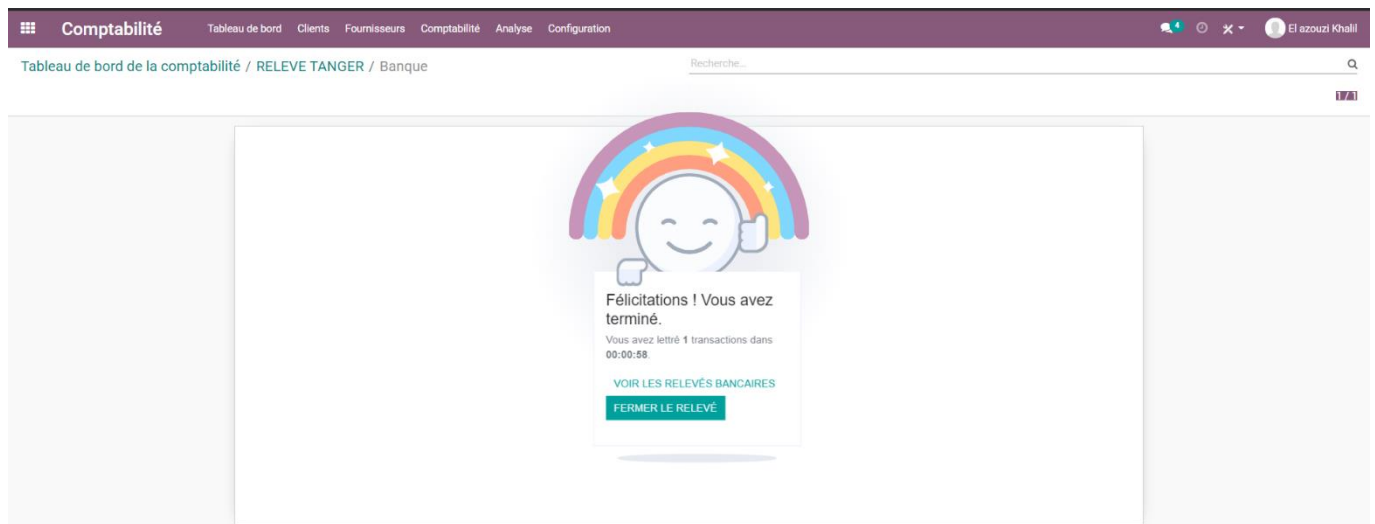 Comptabilité Tableau de bord Clients Fournisseurs Comptabilité Analyse Configuration 4 El azouzi Khalil
Tableau de bord de la comptabilité / RELEVE TANGER / Banque Recherche...
1 / 1
Félicitations ! Vous avez
terminé.
Vous avez lettré 1 transactions dans
00:00:58.
VOIR LES RELEVÉS BANCAIRES
FERMER LE RELEVÉ